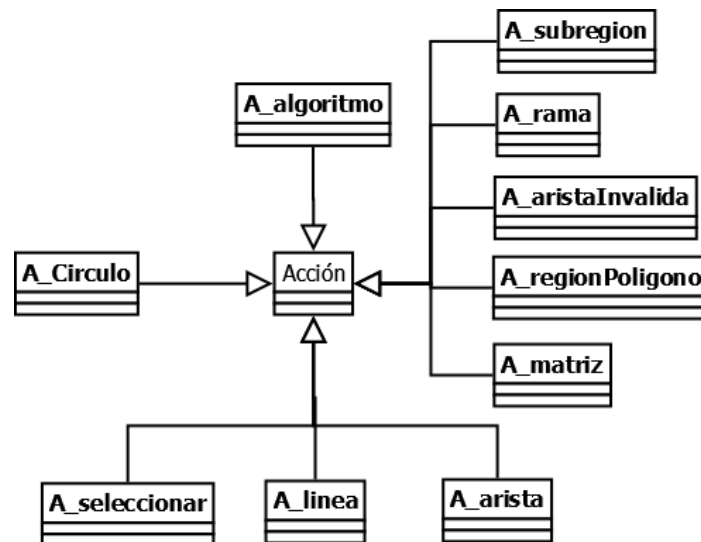 A_subregion
A_algoritmo
A_rama
A_aristaInvalida
A_Circulo
Acción
A_regionPoligono
A_matriz
A_seleccionar
A_linea
A_arista